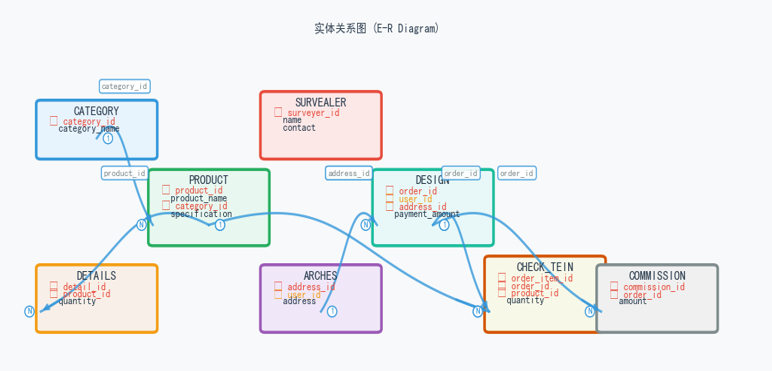 实体关系图 (E-R Diagram)
category_id
CATEGORY
category_id
category_name
1
SURVEALER
surveyer_id
name
contact
product_id
PRODUCT
product_id
product_name
category_id
specification
N
1
address_id
order_id
order_id
DESIGN
order_id
user_id
address_id
payment_amount
N
1
DETAILS
detail_id
product_id
quantity
N
ARCHES
address_id
user_id
address
1
CHECK_TEIN
order_item_id
order_id
product_id
quantity
N
COMMISSION
commission_id
order_id
amount
N